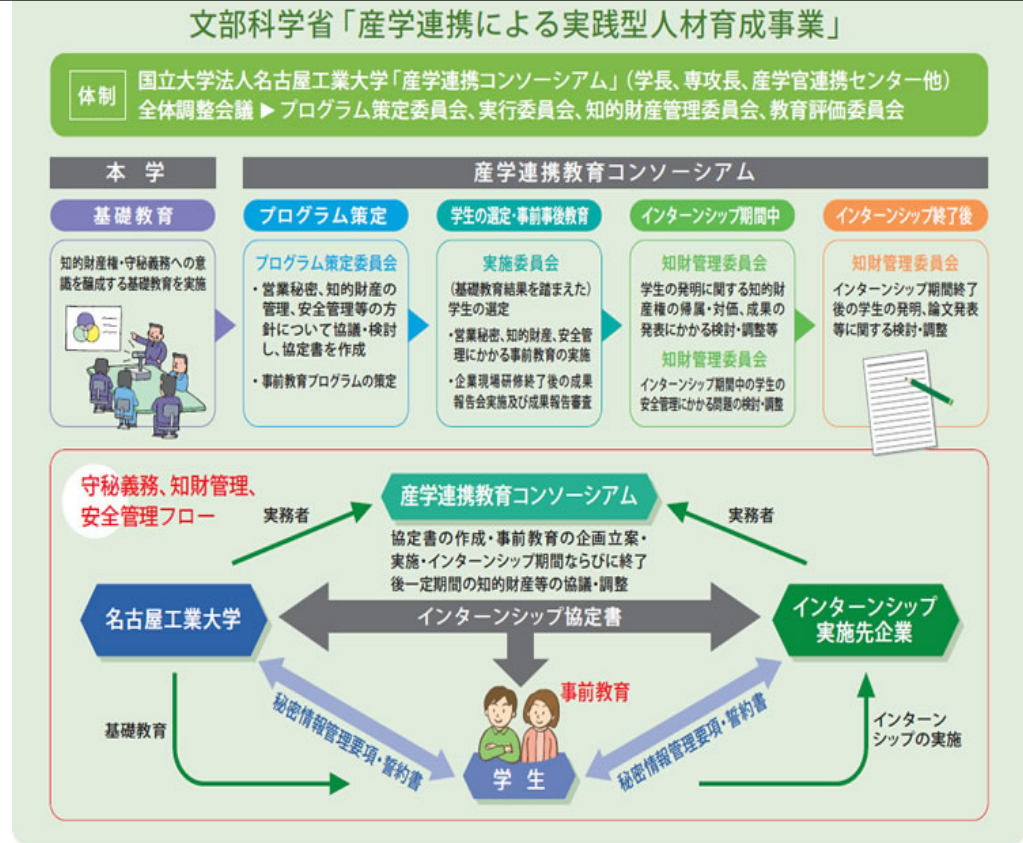 文部科学省「産学連携による実践型人材育成事業」
体制
国立大学法人名古屋工業大学「産学連携コンソーシアム」(学長、専攻長、産学官連携センター他)
全体調整会議▶プログラム策定委員会、実行委員会、知的財産管理委員会、教育評価委員会
本 学
産学連携教育コンソーシアム
基礎教育
知的財産権・守秘義務への意
識を醸成する基礎教育を実施
プログラム策定
プログラム策定委員会
・営業秘密、知的財産の
管理、安全管理等の方
針について協議・検討
し、協定書を作成
・事前教育プログラムの策定
学生の選定・事前事後教育
実施委員会
(基礎教育結果を踏まえた)
学生の選定
・営業秘密、知的財産、安全管
理にかかる事前教育の実施
・企業現場研修終了後の成果
報告会実施及び成果報告審査
インターンシップ期間中
知財管理委員会
学生の発明に関する知的財
産権の帰属・対価、成果の
発表にかかる検討・調整等
知財管理委員会
インターンシップ期間中の学生の
安全管理にかかる問題の検討・調整
インターンシップ終了後
知財管理委員会
インターンシップ期間終了
後の学生の発明、論文発表
等に関する検討・調整
守秘義務、知財管理、
安全管理フロー
実務者
産学連携教育コンソーシアム
実務者
協定書の作成・事前教育の企画立案・
実施・インターンシップ期間ならびに終了
後一定期間の知的財産等の協議・調整
名古屋工業大学
インターンシップ協定書
インターンシップ
実施先企業
事前教育
基礎教育
秘密情報管理要項・誓約書
学 生
秘密情報管理要項・誓約書
インターン
シップの実施